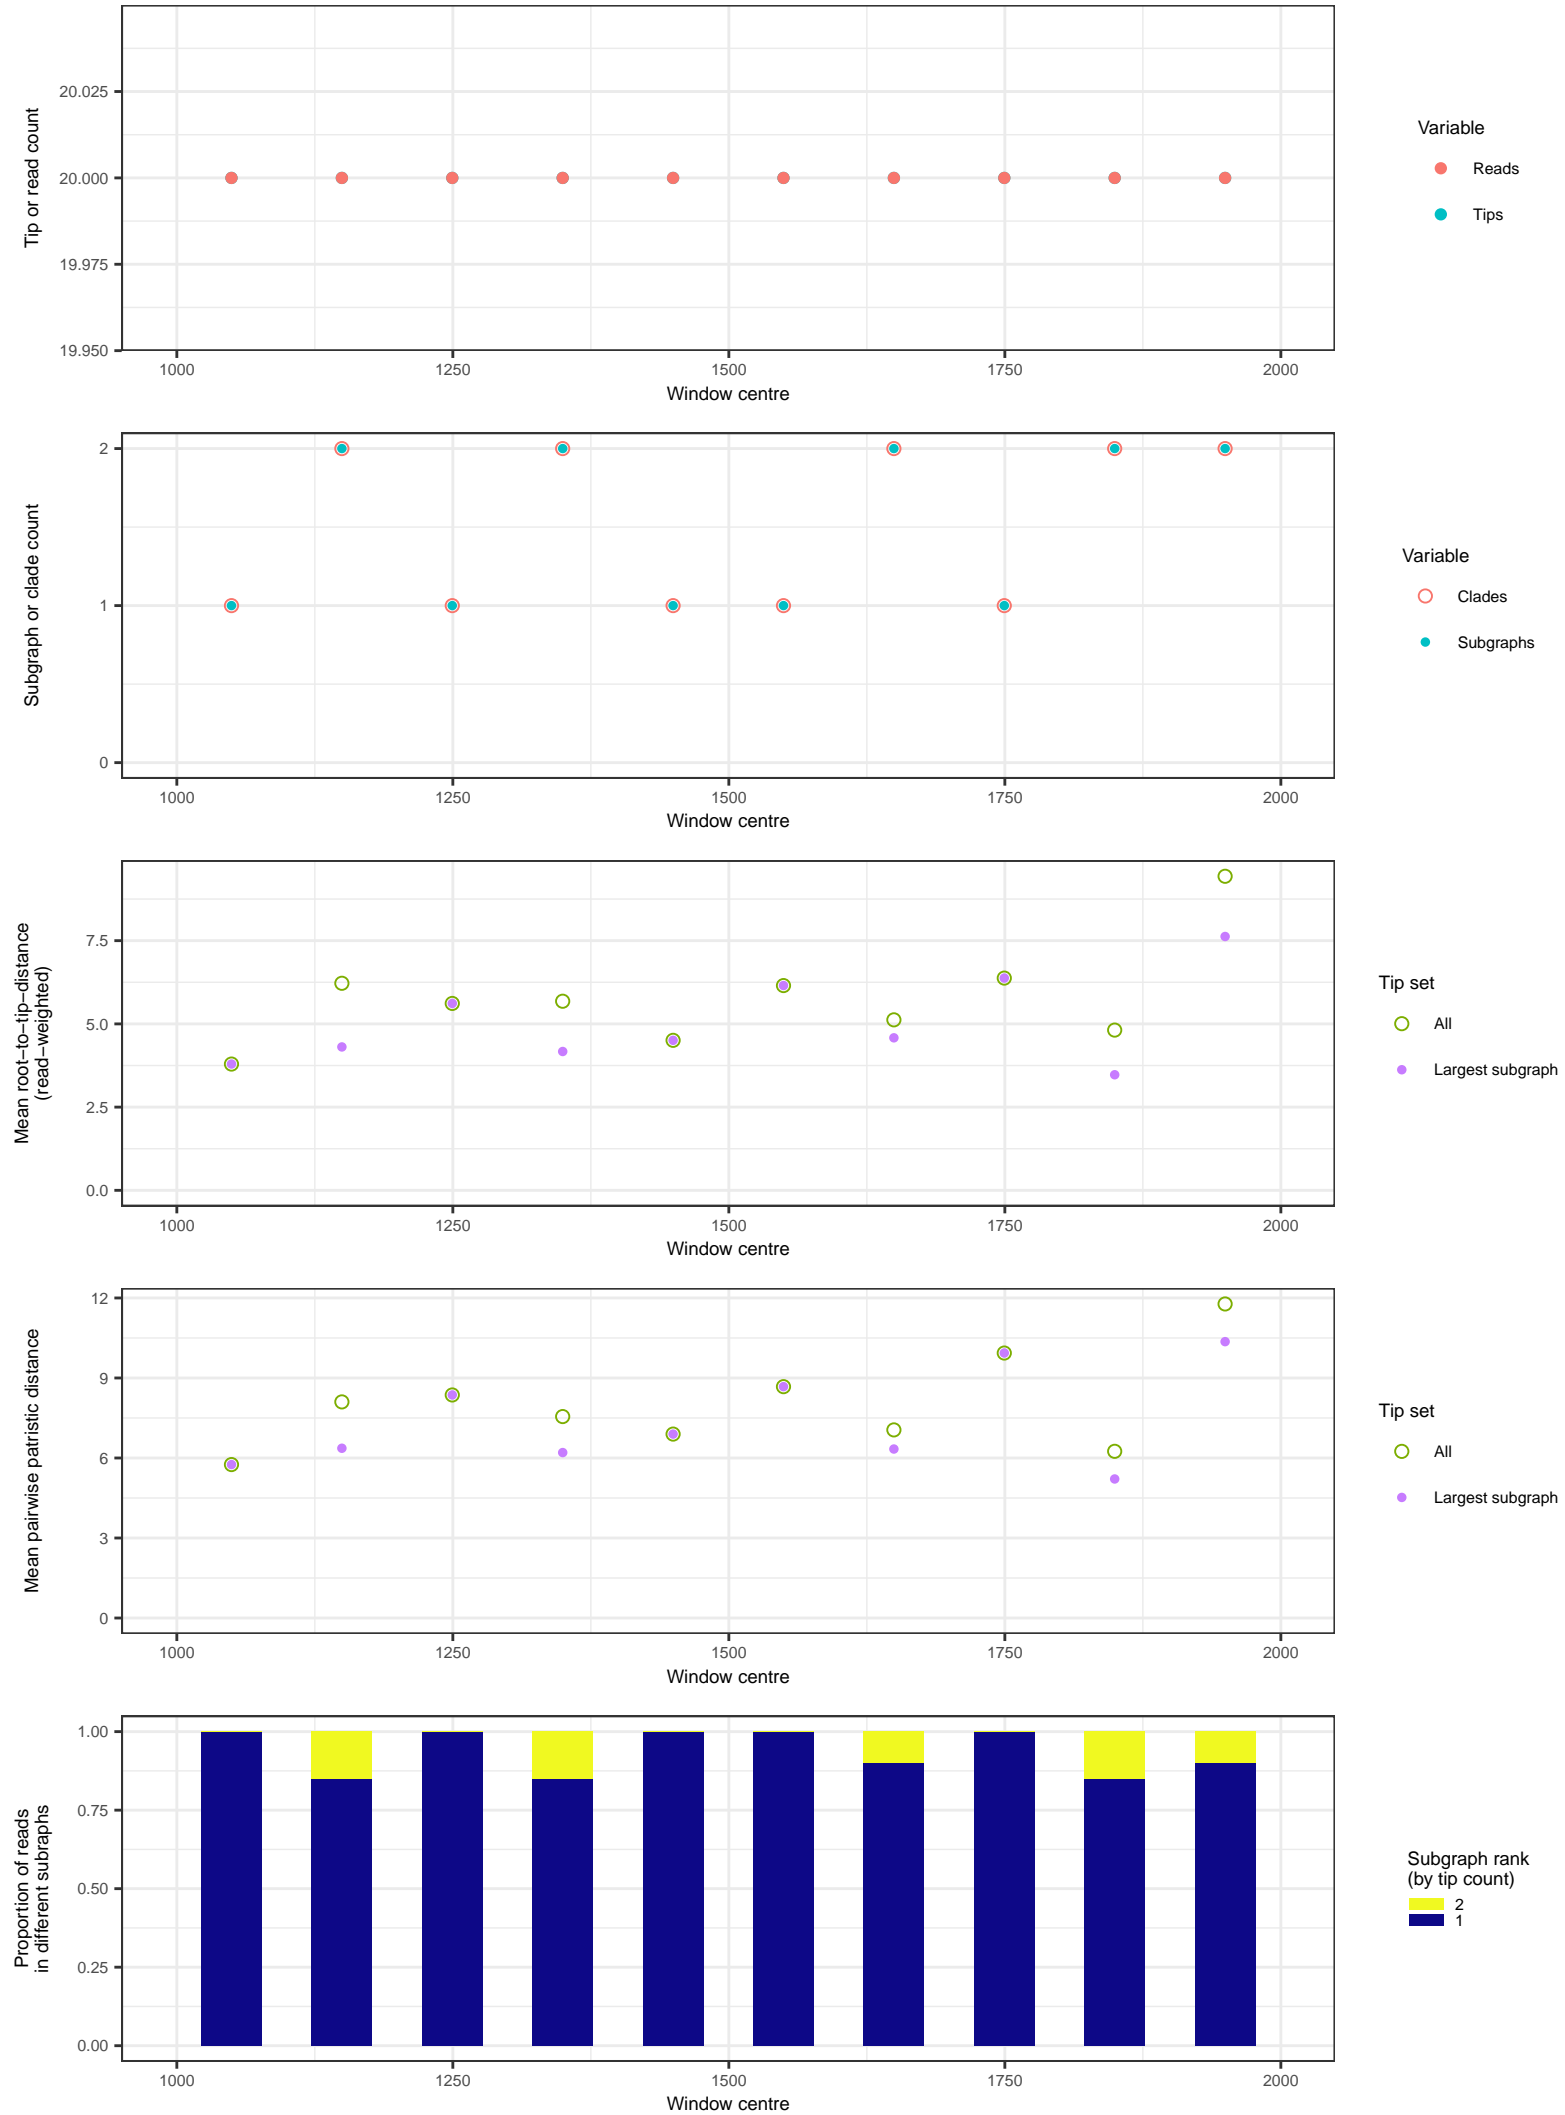 Tip or read count
20.025
20.000
19.975
19.950
1000
1250
1500
1750
2000
Window centre
Variable
Reads
Tips
Subgraph or clade count
2
1
0
1000
1250
1500
1750
2000
Window centre
Variable
Clades
Subgraphs
Mean root−to−tip−distance
(read−weighted)
7.5
5.0
2.5
0.0
1000
1250
1500
1750
2000
Window centre
Tip set
All
Largest subgraph
Mean pairwise patristic distance
12
9
6
3
0
1000
1250
1500
1750
2000
Window centre
Tip set
All
Largest subgraph
Proportion of reads
in different subraphs
1.00
0.75
0.50
0.25
0.00
1000
1250
1500
1750
2000
Window centre
Subgraph rank
(by tip count)
2
1